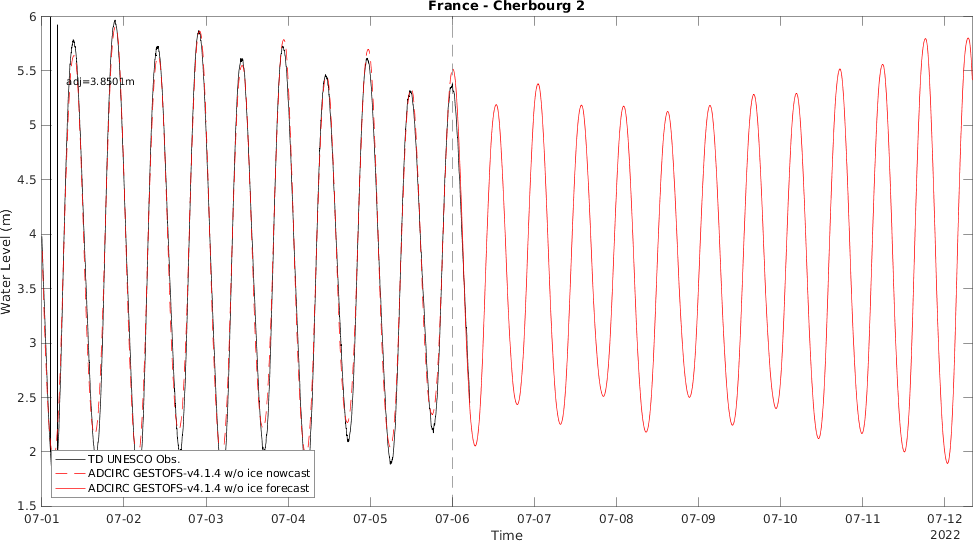 France - Cherbourg 2
6
5.5
5
4.5
4
3.5
3
2.5
2
1.5
Water Level (m)
adj=3.8501m
TD UNESCO Obs.
ADCIRC GESTOFS-v4.1.4 w/o ice nowcast
ADCIRC GESTOFS-v4.1.4 w/o ice forecast
07-01 07-02 07-03 07-04 07-05 07-06 07-07 07-08 07-09 07-10 07-11 07-12
2022
Time